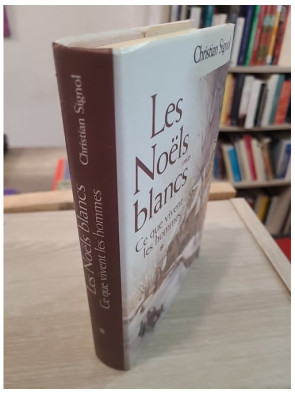 Christian Signol
Les
Noëls
blancs
Ce que vivent
les hommes
*
Christian Signol
Les Noëls blancs
Ce que vivent les hommes
*